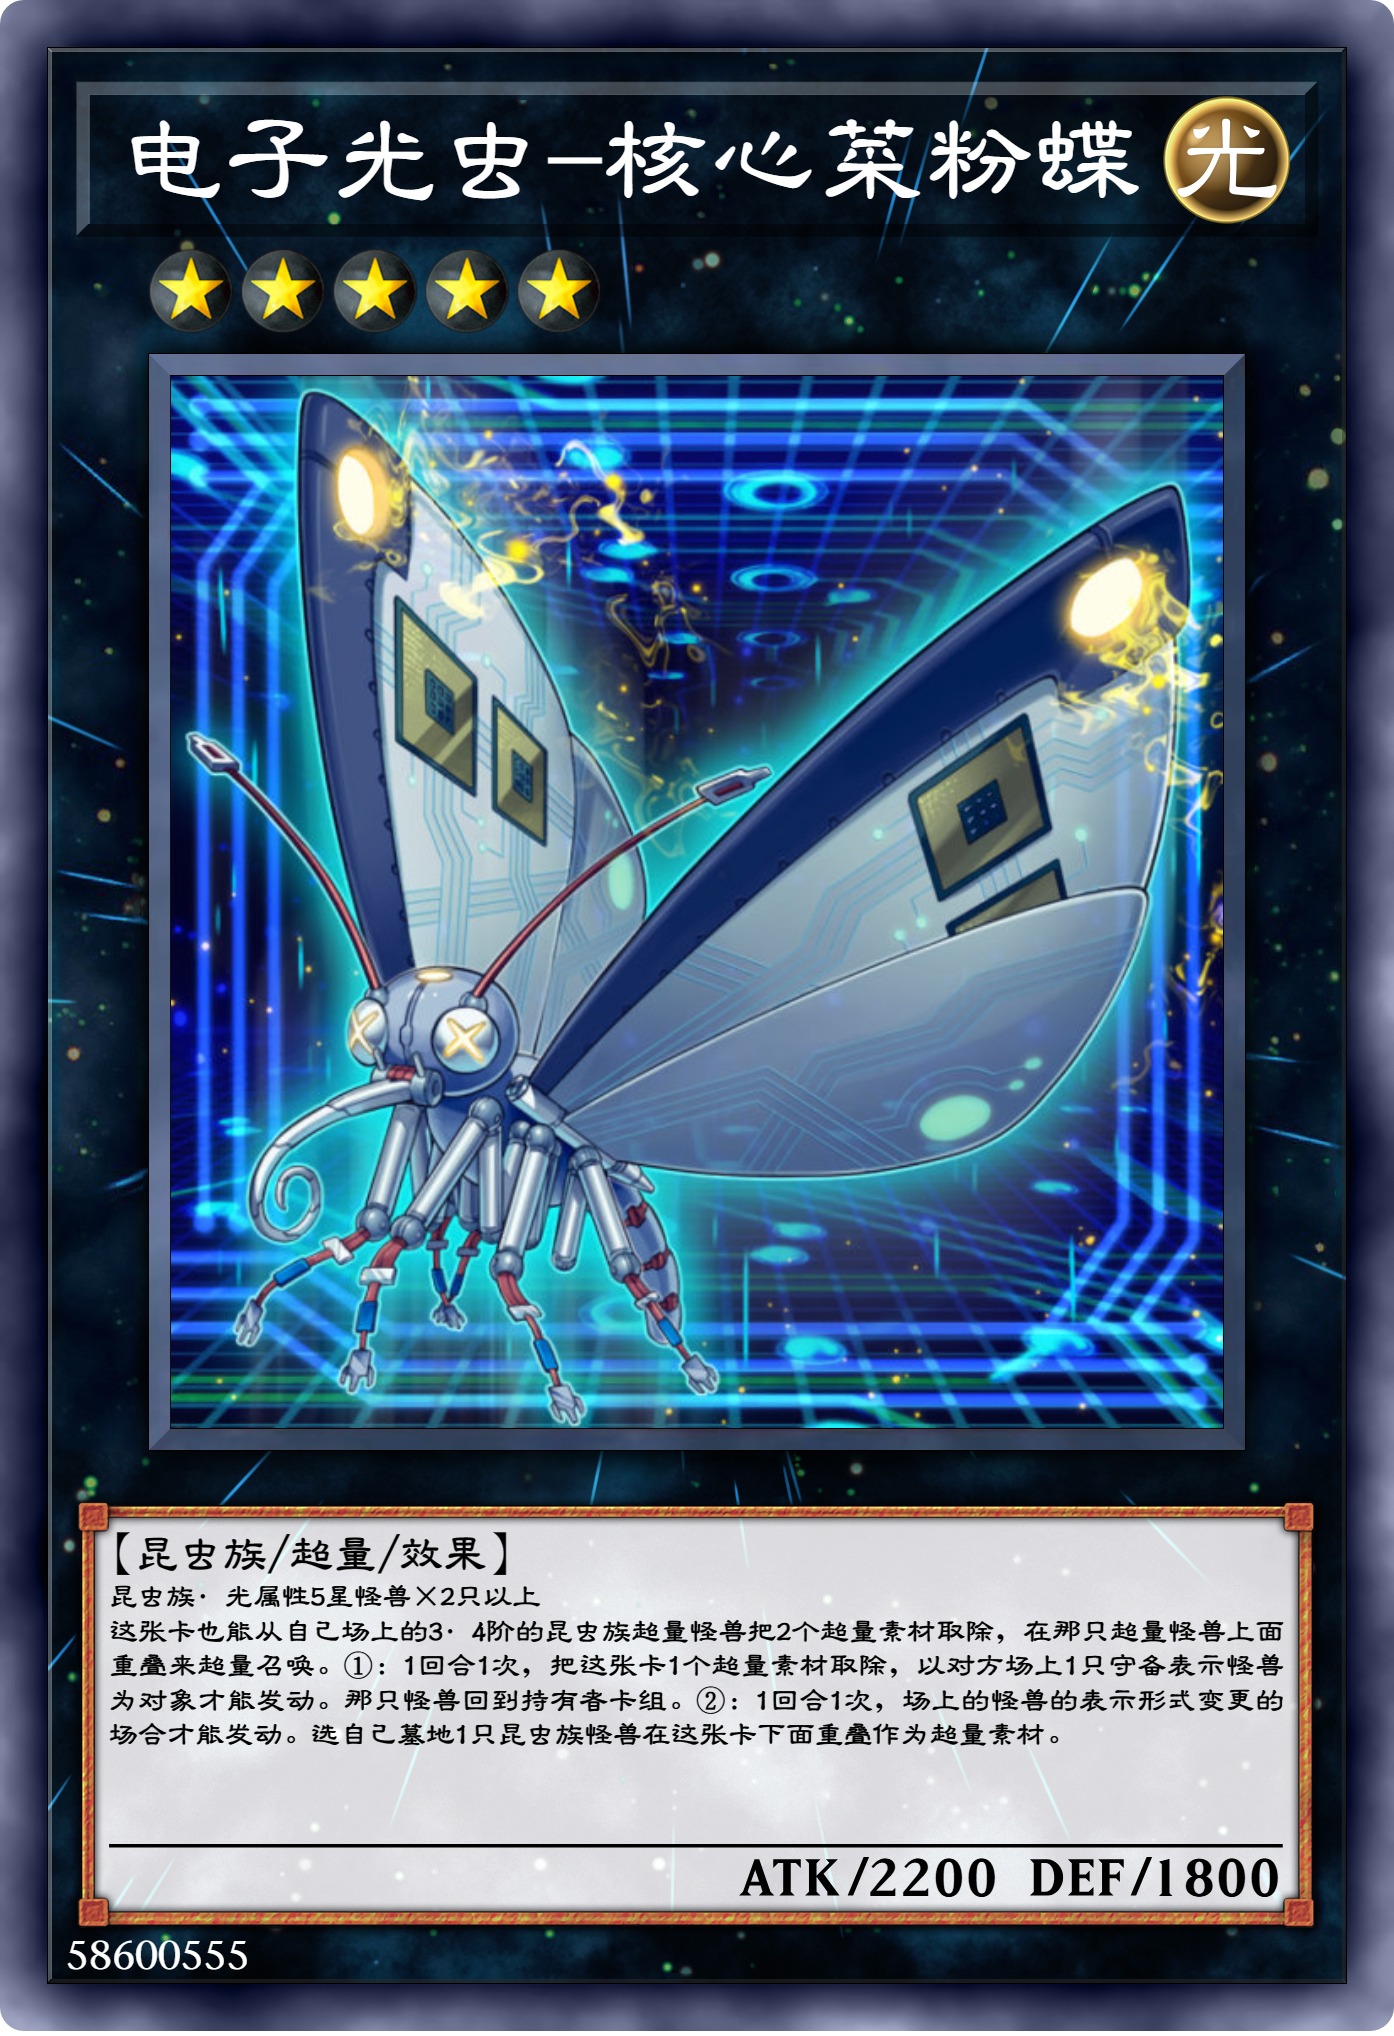 电子光虫-核心菜粉蝶 光
【昆虫族/超量/效果】
昆虫族·光属性5星怪兽×2只以上
这张卡也能从自己场上的3·4阶的昆虫族超量怪兽把2个超量素材取除，在那只超量怪兽上面
重叠来超量召唤。①：1回合1次，把这张卡1个超量素材取除，以对方场上1只守备表示怪兽
为对象才能发动。那只怪兽回到持有者卡组。②：1回合1次，场上的怪兽的表示形式变更的
场合才能发动。选自己墓地1只昆虫族怪兽在这张卡下面重叠作为超量素材。
ATK/2200 DEF/1800
58600555